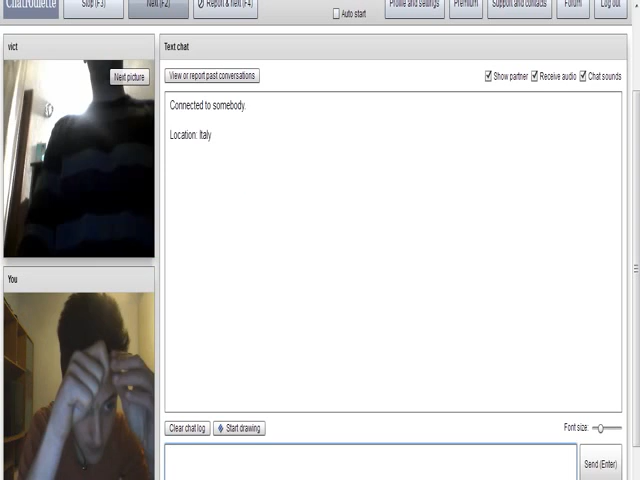 Chatroulette
Stop (F3)
Next (F2)
Report & next (F4)
Auto start
Profile and settings
Premium
Support and contacts
Forum
Log out
vict
Next picture
Text chat
View or report past conversations
Show partner
Receive audio
Chat sounds
Connected to somebody.
Location: Italy
You
Clear chat log
Start drawing
Font size:
Send (Enter)